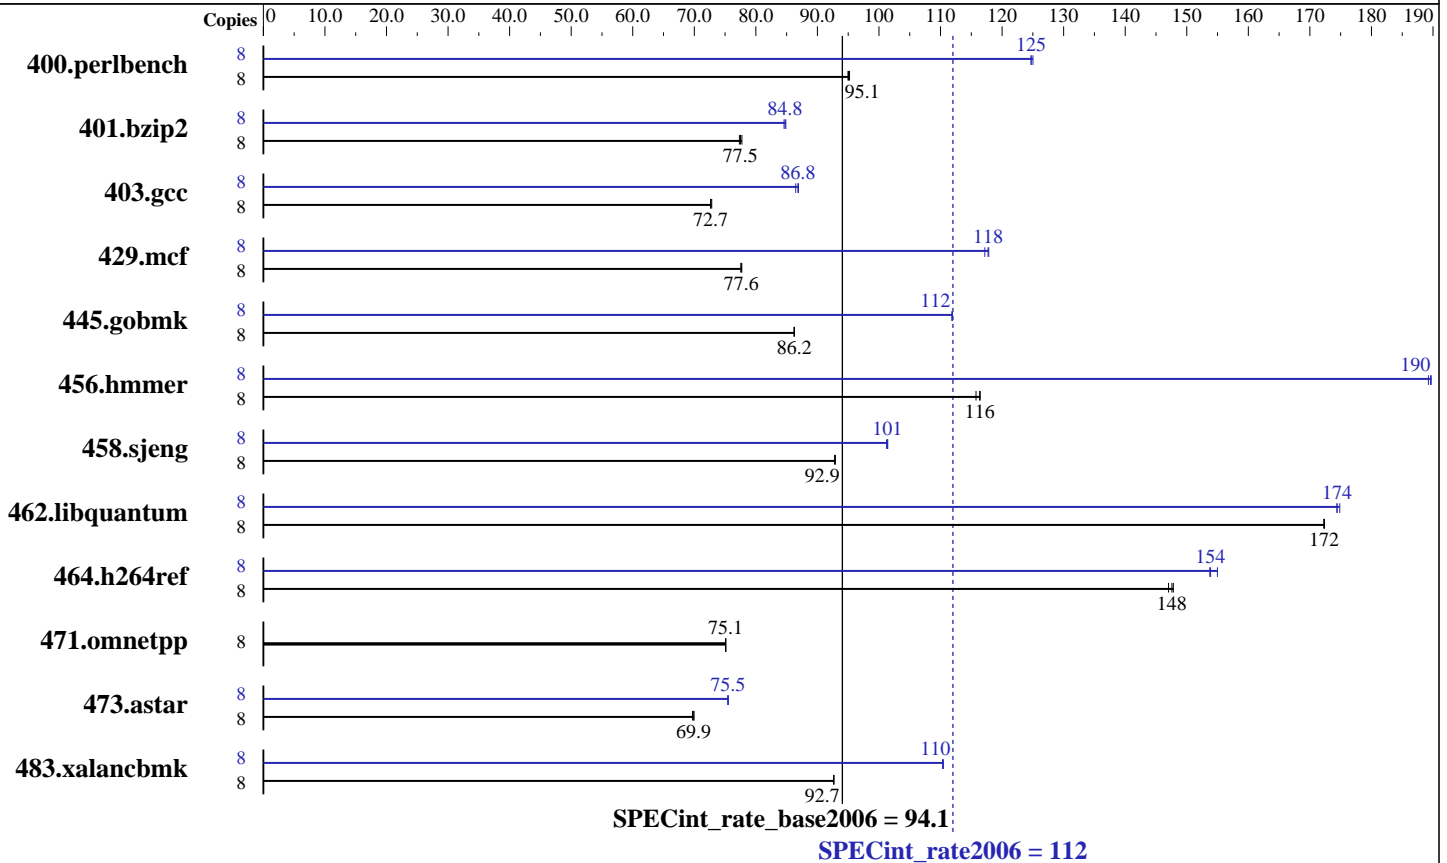 Copies 0 10.0 20.0 30.0 40.0 50.0 60.0 70.0 80.0 90.0 100 110 120 130 140 150 160 170 180 190
400.perlbench 8 125
8 95.1
401.bzip2 8 84.8
8 77.5
403.gcc 8 86.8
8 72.7
429.mcf 8 118
8 77.6
445.gobmk 8 112
8 86.2
456.hmmer 8 190
8 116
458.sjeng 8 101
8 92.9
462.libquantum 8 174
8 172
464.h264ref 8 154
8 148
471.omnetpp 8 75.1
473.astar 8 75.5
8 69.9
483.xalancbmk 8 110
8 92.7
SPECint_rate_base2006 = 94.1
SPECint_rate2006 = 112